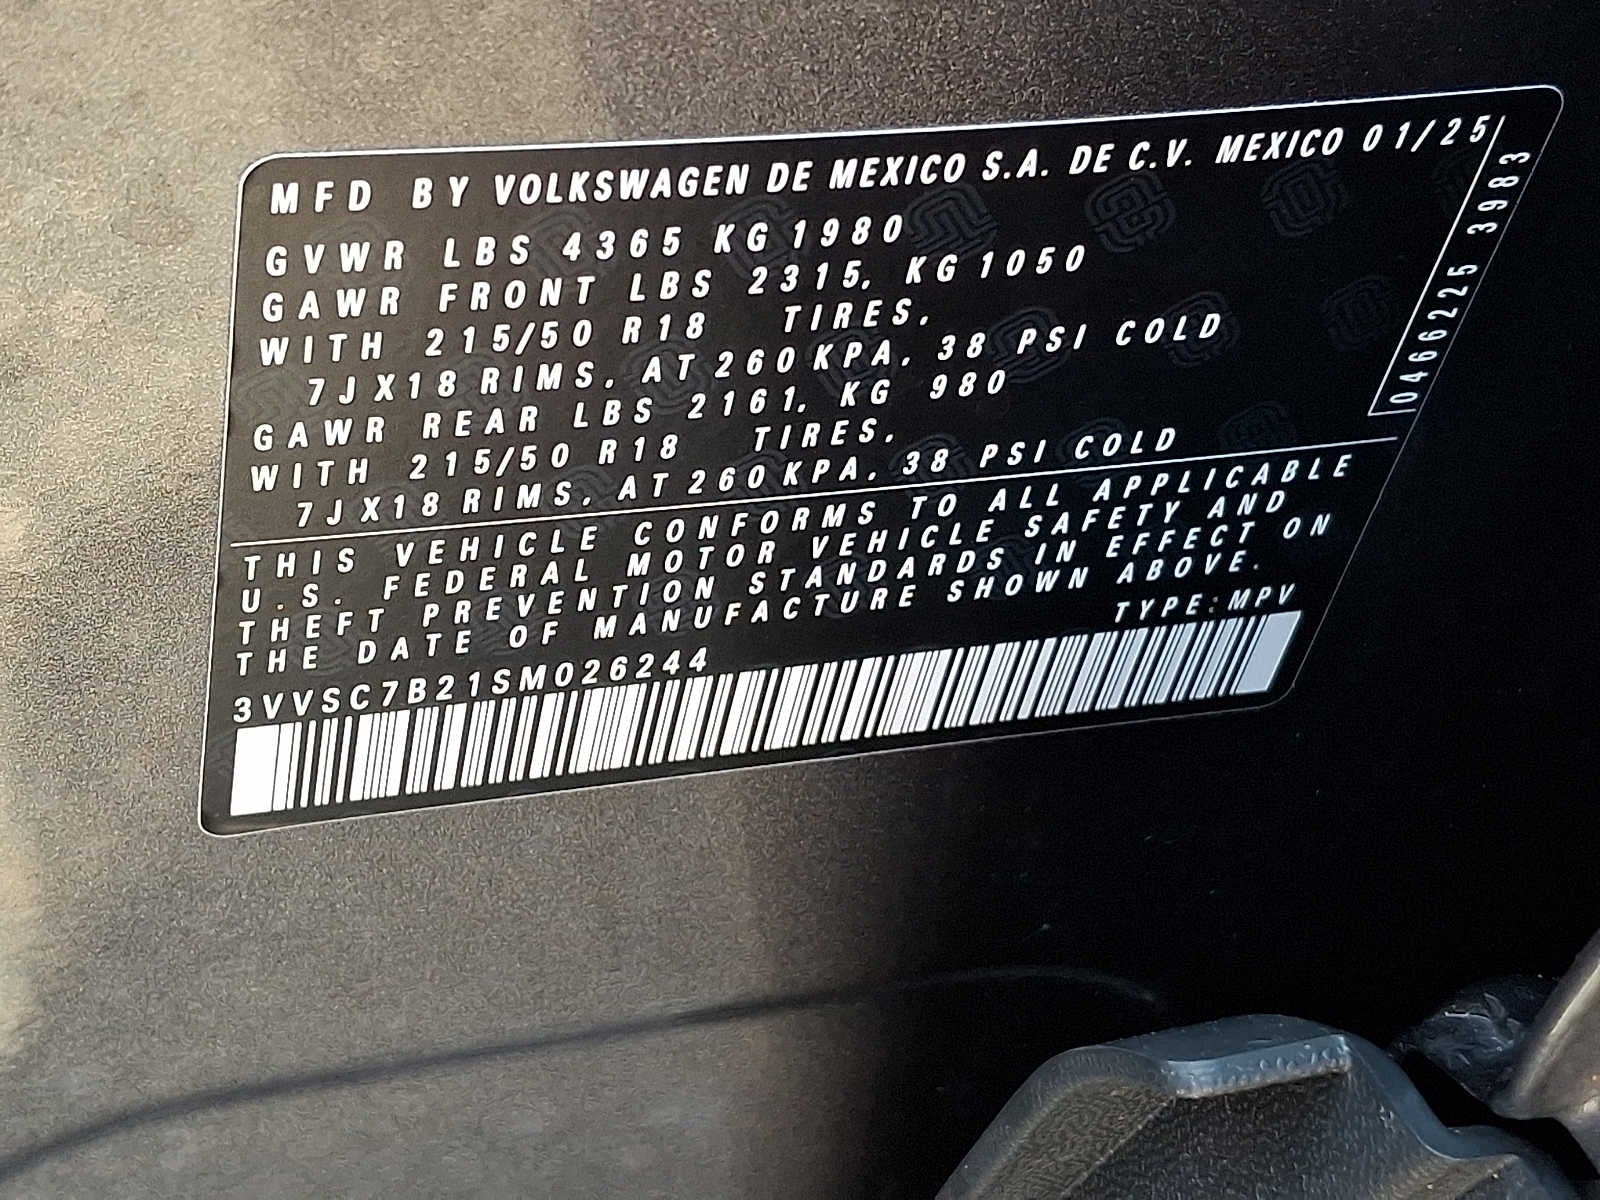 MFD BY VOLKSWAGEN DE MEXICO S.A. DE C.V. MEXICO 01/25
GVWR LBS 4365 KG 1980
GAWR FRONT LBS 2315, KG 1050
WITH 215/50 R18 TIRES,
7JX18 RIMS, AT 260 KPA, 38 PSI COLD
GAWR REAR LBS 2161, KG 980
WITH 215/50 R18 TIRES,
7JX18 RIMS, AT 260 KPA, 38 PSI COLD
0466225 3983
THIS VEHICLE CONFORMS TO ALL APPLICABLE
U.S. FEDERAL MOTOR VEHICLE SAFETY AND
THEFT PREVENTION STANDARDS IN EFFECT ON
THE DATE OF MANUFACTURE SHOWN ABOVE.
TYPE: MPV
3VVSC7B21SM026244